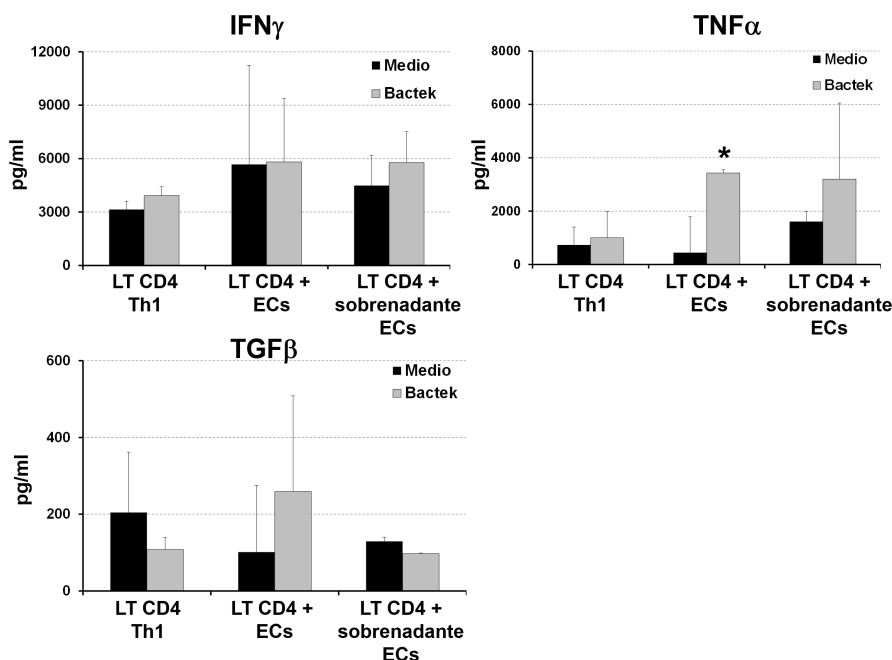 IFNγ
12000
9000
6000
3000
0
pg/ml
Medio
Bactek
LT CD4
Th1
LT CD4 +
ECs
LT CD4 +
sobrenadante
ECs
TNFα
8000
6000
4000
2000
0
pg/ml
Medio
Bactek
*
LT CD4
Th1
LT CD4 +
ECs
LT CD4 +
sobrenadante
ECs
TGFβ
600
400
200
0
pg/ml
Medio
Bactek
LT CD4
Th1
LT CD4 +
ECs
LT CD4 +
sobrenadante
ECs